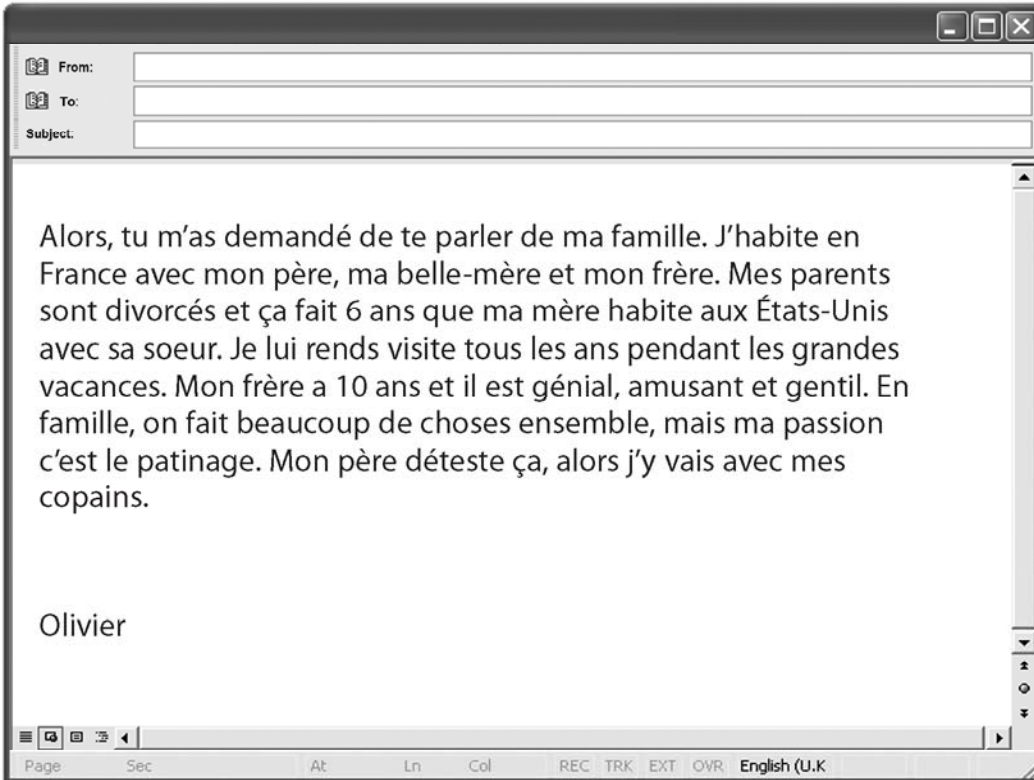 From:
To:
Subject:
Alors, tu m'as demandé de te parler de ma famille. J'habite en
France avec mon père, ma belle-mère et mon frère. Mes parents
sont divorcés et ça fait 6 ans que ma mère habite aux États-Unis
avec sa soeur. Je lui rends visite tous les ans pendant les grandes
vacances. Mon frère a 10 ans et il est génial, amusant et gentil. En
famille, on fait beaucoup de choses ensemble, mais ma passion
c'est le patinage. Mon père déteste ça, alors j'y vais avec mes
copains.
Olivier
Page Sec At Ln Col REC TRK EXT OVR English (U.K